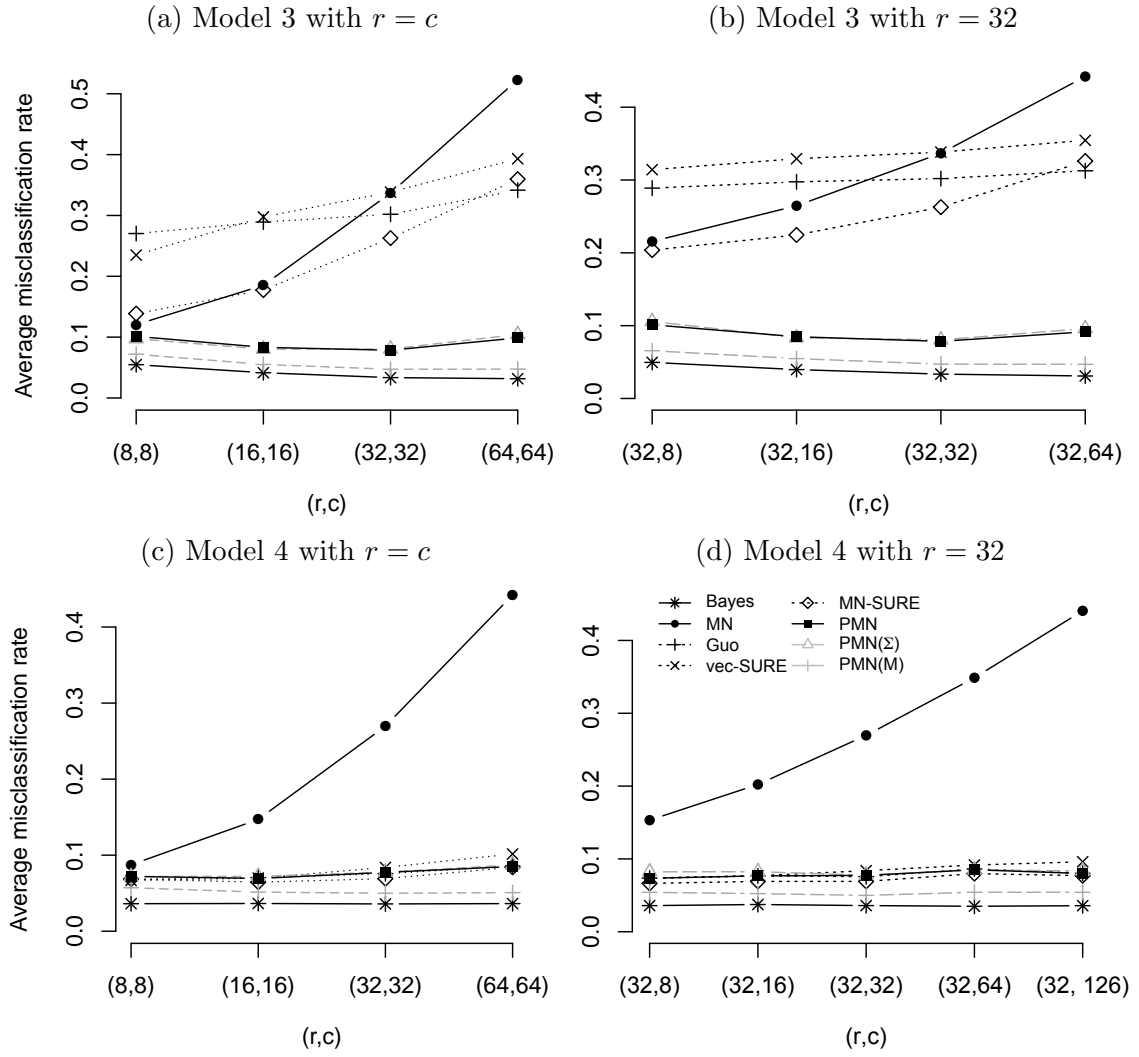 (a) Model 3 with r = c
Average misclassification rate
0.0 0.1 0.2 0.3 0.4 0.5
(8,8) (16,16) (32,32) (64,64)
(r,c)
(b) Model 3 with r = 32
0.0 0.1 0.2 0.3 0.4
(32,8) (32,16) (32,32) (32,64)
(r,c)
(c) Model 4 with r = c
Average misclassification rate
0.0 0.1 0.2 0.3 0.4
(8,8) (16,16) (32,32) (64,64)
(r,c)
(d) Model 4 with r = 32
0.0 0.1 0.2 0.3 0.4
Bayes
MN
Guo
vec-SURE
MN-SURE
PMN
PMN(Σ)
PMN(M)
(32,8) (32,16) (32,32) (32,64) (32, 126)
(r,c)